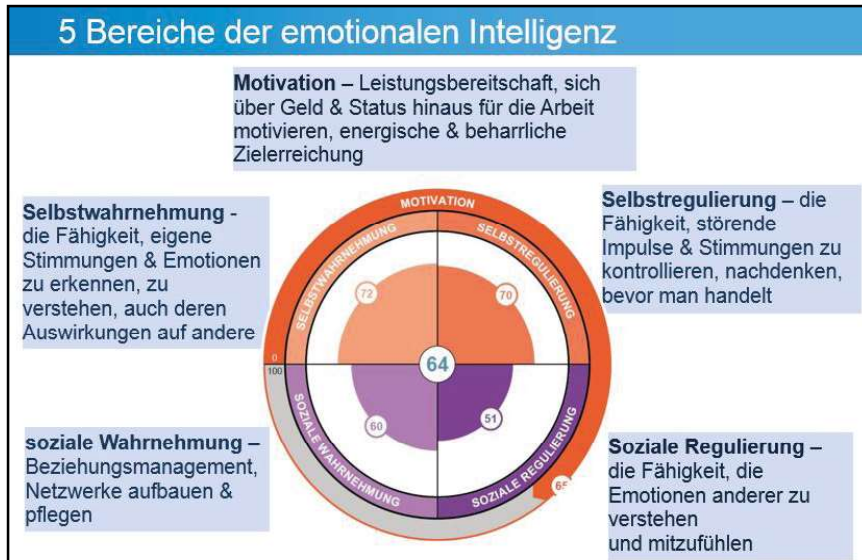 5 Bereiche der emotionalen Intelligenz
Motivation – Leistungsbereitschaft, sich
über Geld & Status hinaus für die Arbeit
motivieren, energische & beharrliche
Zielerreichung
Selbstwahrnehmung -
die Fähigkeit, eigene
Stimmungen & Emotionen
zu erkennen, zu
verstehen, auch deren
Auswirkungen auf andere
MOTIVATION
SELBSTWAHRNEHMUNG
SELBSTREGULIERUNG
72
70
64
0
100
60
51
SOZIALE WAHRNEHMUNG
SOZIALE REGULIERUNG
65
Selbstregulierung – die
Fähigkeit, störende
Impulse & Stimmungen zu
kontrollieren, nachdenken,
bevor man handelt
soziale Wahrnehmung –
Beziehungsmanagement,
Netzwerke aufbauen &
pflegen
Soziale Regulierung –
die Fähigkeit, die
Emotionen anderer zu
verstehen
und mitzufühlen